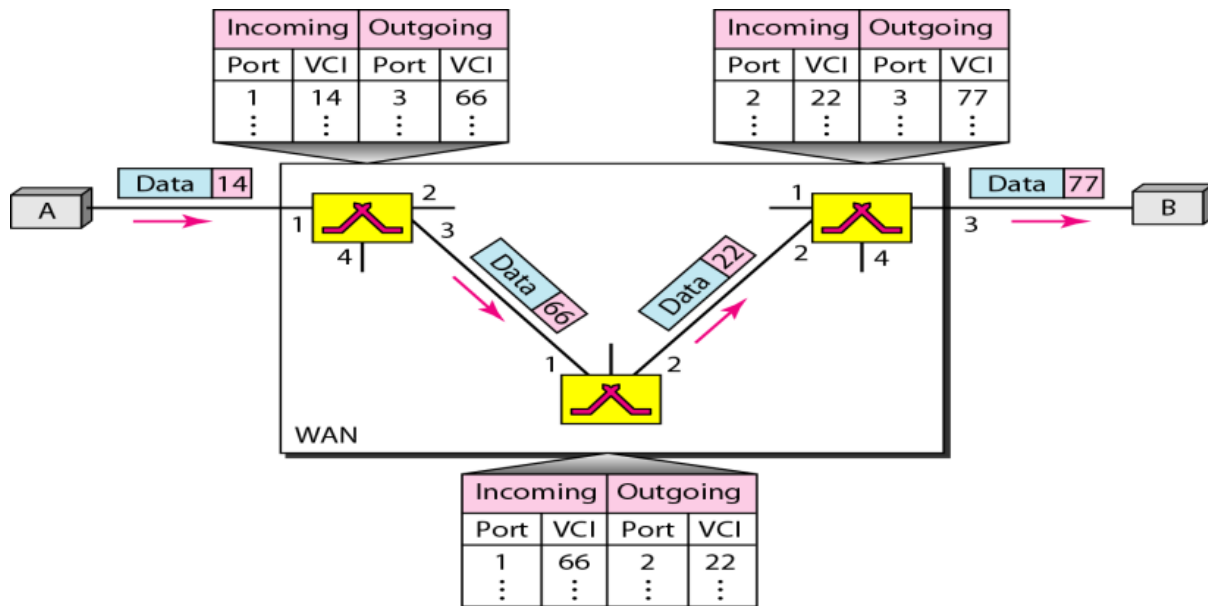 Incoming Outgoing
Port VCI Port VCI
1 14 3 66
⋮ ⋮ ⋮ ⋮
Incoming Outgoing
Port VCI Port VCI
2 22 3 77
⋮ ⋮ ⋮ ⋮
Data 14
Data 77
A
1
2
3
4
1
2
4
3
B
Data 66
Data 22
1
2
WAN
Incoming Outgoing
Port VCI Port VCI
1 66 2 22
⋮ ⋮ ⋮ ⋮